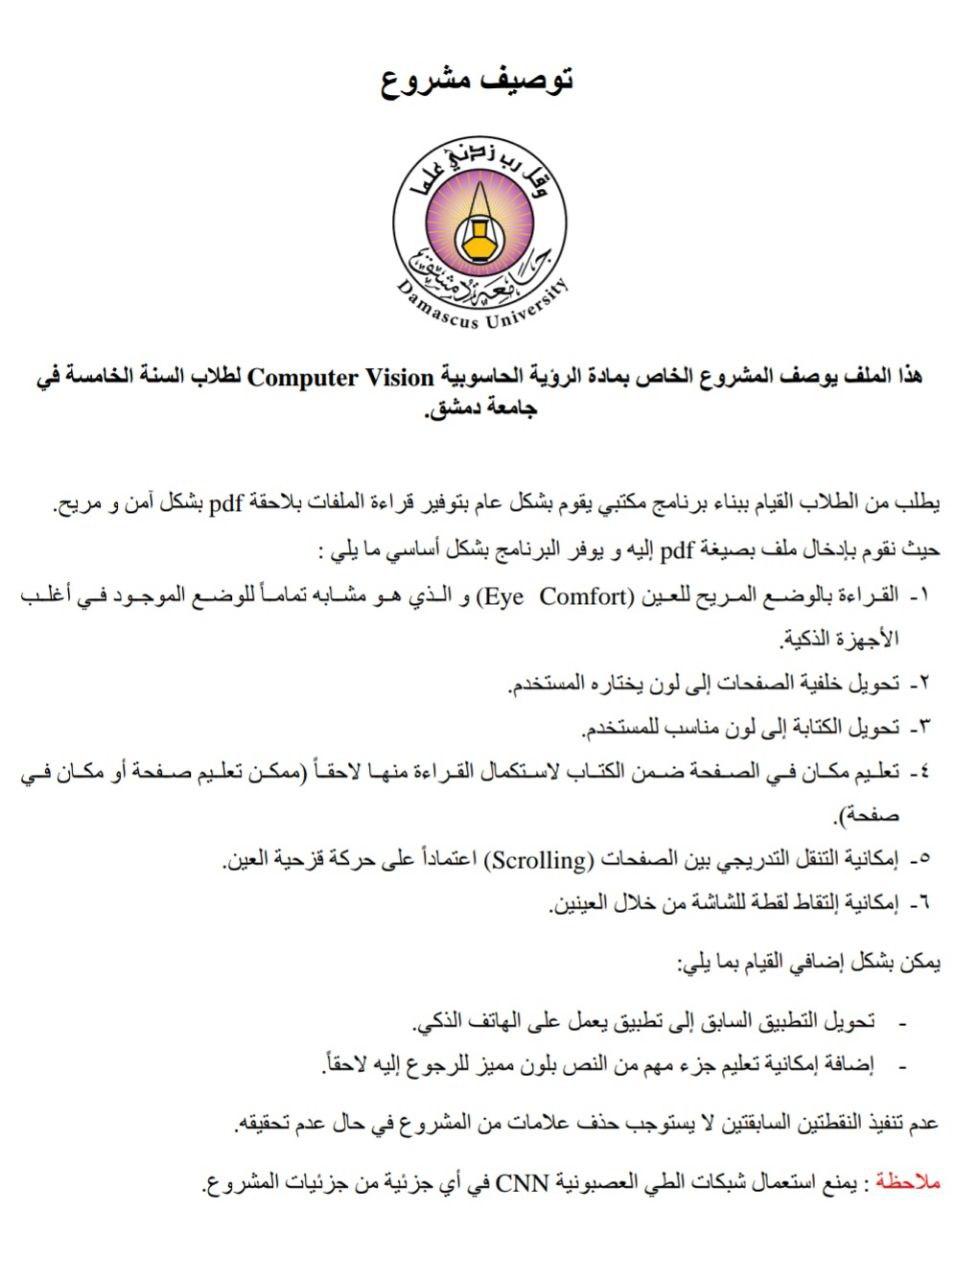 توصيف مشروع
وقل رب زدني علما
جامعة دمشق
Damascus University
هذا الملف يوصف المشروع الخاص بمادة الرؤية الحاسوبية Computer Vision لطلاب السنة الخامسة في
جامعة دمشق.
يطلب من الطلاب القيام ببناء برنامج مكتبي يقوم بشكل عام بتوفير قراءة الملفات بلاحقة pdf بشكل آمن و مريح.
حيث نقوم بإدخال ملف بصيغة pdf إليه و يوفر البرنامج بشكل أساسي ما يلي :
١- القراءة بالوضع المريح للعين (Eye Comfort) و الذي هو مشابه تماماً للوضع الموجود في أغلب
الأجهزة الذكية.
٢- تحويل خلفية الصفحات إلى لون يختاره المستخدم.
٣- تحويل الكتابة إلى لون مناسب للمستخدم.
٤- تعليم مكان في الصفحة ضمن الكتاب لاستكمال القراءة منها لاحقاً (ممكن تعليم صفحة أو مكان في
صفحة).
٥- إمكانية التنقل التدريجي بين الصفحات (Scrolling) اعتماداً على حركة قزحية العين.
٦- إمكانية إلتقاط لقطة للشاشة من خلال العينين.
يمكن بشكل إضافي القيام بما يلي:
- تحويل التطبيق السابق إلى تطبيق يعمل على الهاتف الذكي.
- إضافة إمكانية تعليم جزء مهم من النص بلون مميز للرجوع إليه لاحقاً.
عدم تنفيذ النقطتين السابقتين لا يستوجب حذف علامات من المشروع في حال عدم تحقيقه.
ملاحظة : يمنع استعمال شبكات الطي العصبونية CNN في أي جزئية من جزئيات المشروع.